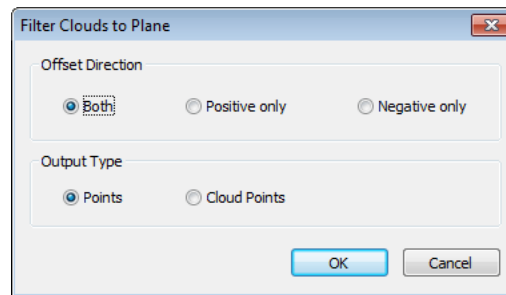 Filter Clouds to Plane
Offset Direction
Both Positive only Negative only
Output Type
Points Cloud Points
OK Cancel